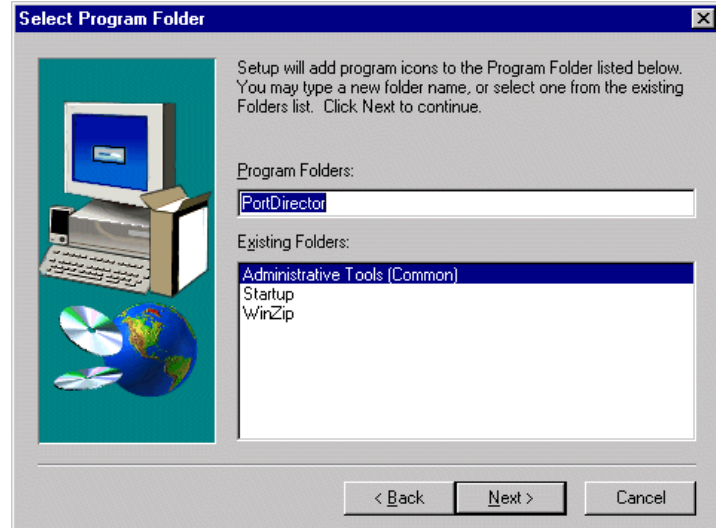 Select Program Folder
Setup will add program icons to the Program Folder listed below.
You may type a new folder name, or select one from the existing
Folders list.  Click Next to continue.
Program Folders:
PortDirector
Existing Folders:
Administrative Tools (Common)
Startup
WinZip
< Back
Next >
Cancel